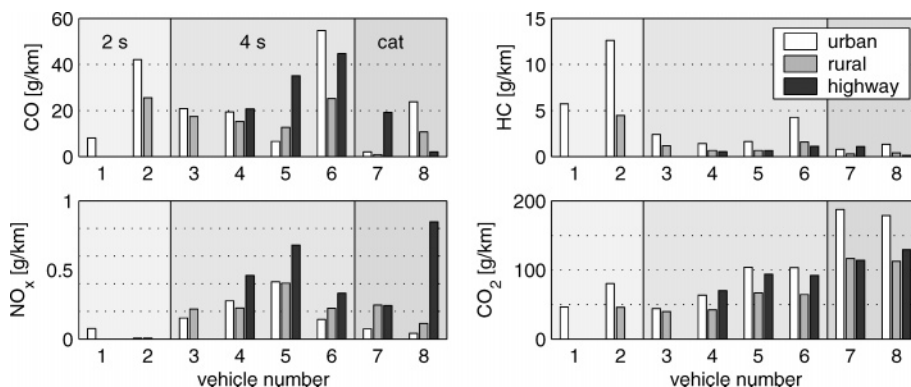 60
40
20
0
CO [g/km]
2 s
4 s
cat
1 2 3 4 5 6 7 8
15
10
5
0
HC [g/km]
urban
rural
highway
1 2 3 4 5 6 7 8
1
0.5
0
NOx [g/km]
1 2 3 4 5 6 7 8
vehicle number
200
100
0
CO2 [g/km]
1 2 3 4 5 6 7 8
vehicle number